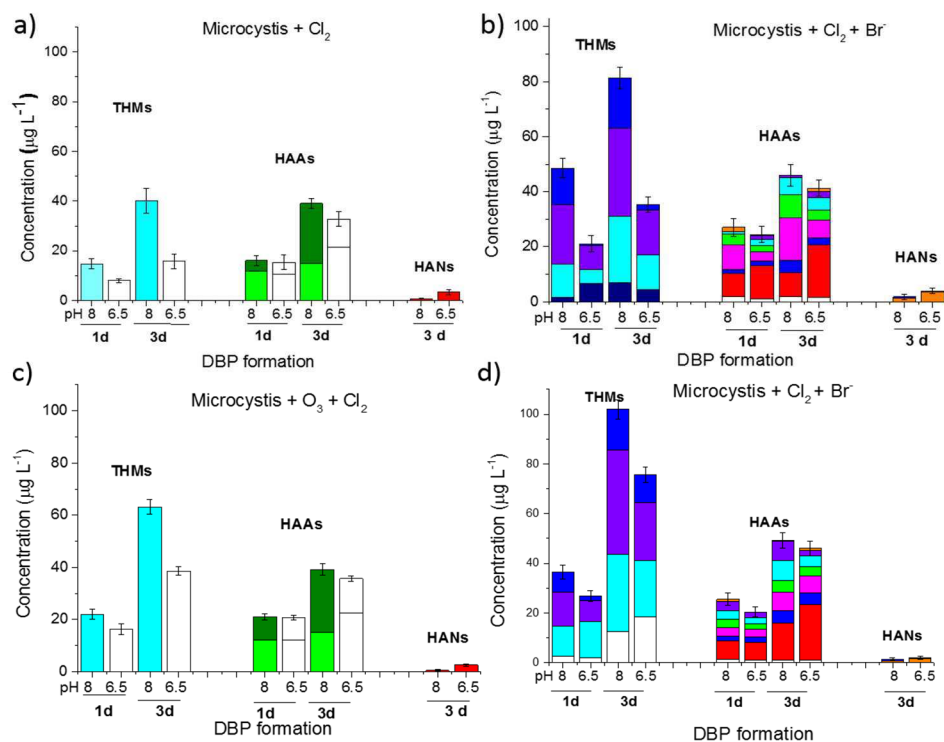 a)
Microcystis + Cl₂
Concentration (µg L⁻¹)
100
80
60
40
20
0
THMs
HAAs
HANs
pH 8 6.5 8 6.5 8 6.5 8 6.5 8 6.5
1d 3d 1d 3d 3 d
DBP formation
b)
Microcystis + Cl₂ + Br⁻
Concentration (µg L⁻¹)
100
80
60
40
20
0
THMs
HAAs
HANs
pH 8 6.5 8 6.5 8 6.5 8 6.5 8 6.5
1d 3d 1d 3d 3 d
DBP formation
c)
Microcystis + O₃ + Cl₂
Concentration (µg L⁻¹)
100
80
60
40
20
0
THMs
HAAs
HANs
pH 8 6.5 8 6.5 8 6.5 8 6.5 8 6.5
1d 3d 1d 3d 3 d
DBP formation
d)
Microcystis + Cl₂ + Br⁻
Concentration (µg L⁻¹)
100
80
60
40
20
0
THMs
HAAs
HANs
pH 8 6.5 8 6.5 8 6.5 8 6.5 8 6.5
1d 3d 1d 3d 3 d
DBP formation